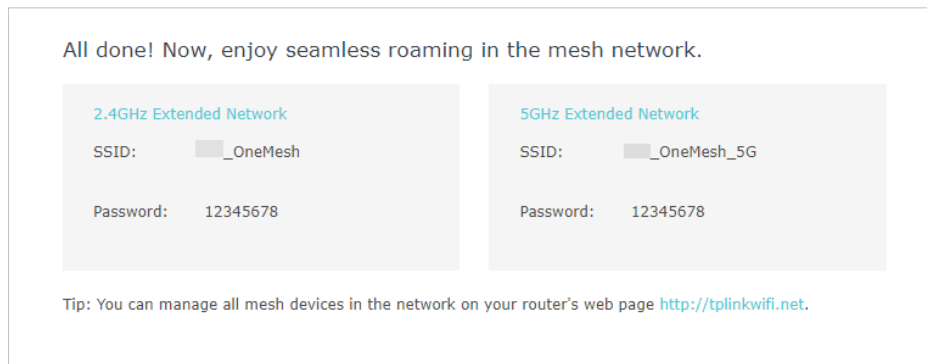 All done! Now, enjoy seamless roaming in the mesh network.
2.4GHz Extended Network
SSID: _OneMesh
Password: 12345678
5GHz Extended Network
SSID: _OneMesh_5G
Password: 12345678
Tip: You can manage all mesh devices in the network on your router's web page http://tplinkwifi.net.